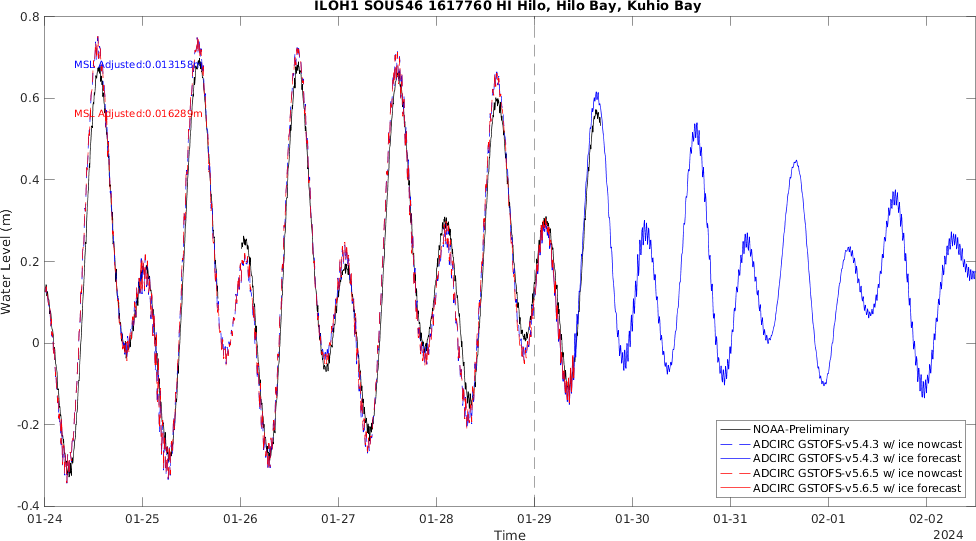 ILOH1 SOUS46 1617760 HI Hilo, Hilo Bay, Kuhio Bay
0.8
MSL Adjusted:0.013158m
0.6
MSL Adjusted:0.016289m
0.4
0.2
Water Level (m)
0
-0.2
-0.4
NOAA-Preliminary
ADCIRC GSTOFS-v5.4.3 w/ ice nowcast
ADCIRC GSTOFS-v5.4.3 w/ ice forecast
ADCIRC GSTOFS-v5.6.5 w/ ice nowcast
ADCIRC GSTOFS-v5.6.5 w/ ice forecast
01-24 01-25 01-26 01-27 01-28 01-29 01-30 01-31 02-01 02-02
Time
2024